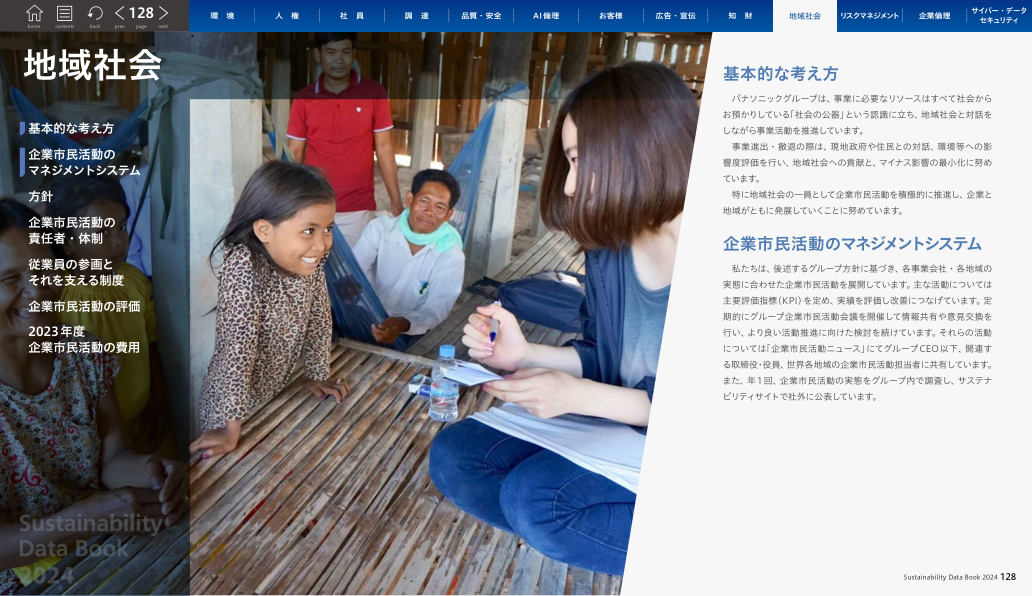 home
contents
back
prev
128
page
next
環 境
人 権
社 員
調 達
品質・安全
AI倫理
お客様
広告・宣伝
知 財
地域社会
リスクマネジメント
企業倫理
サイバー・データ
セキュリティ
地域社会
基本的な考え方
企業市民活動の
マネジメントシステム
方針
企業市民活動の
責任者・体制
従業員の参画と
それを支える制度
企業市民活動の評価
2023年度
企業市民活動の費用
Sustainability
Data Book
2024
基本的な考え方
パナソニックグループは、事業に必要なリソースはすべて社会から
お預かりしている「社会の公器」という認識に立ち、地域社会と対話を
しながら事業活動を推進しています。
事業進出・撤退の際は、現地政府や住民との対話、環境等への影
響度評価を行い、地域社会への貢献と、マイナス影響の最小化に努め
ています。
特に地域社会の一員として企業市民活動を積極的に推進し、企業と
地域がともに発展していくことに努めています。
企業市民活動のマネジメントシステム
私たちは、後述するグループ方針に基づき、各事業会社・各地域の
実態に合わせた企業市民活動を展開しています。主な活動については
主要評価指標（KPI）を定め、実績を評価し改善につなげています。定
期的にグループ企業市民活動会議を開催して情報共有や意見交換を
行い、より良い活動推進に向けた検討を続けています。それらの活動
については「企業市民活動ニュース」にてグループCEO以下、関連す
る取締役・役員、世界各地域の企業市民活動担当者に共有しています。
また、年1回、企業市民活動の実態をグループ内で調査し、サステナ
ビリティサイトで社外に公表しています。
Sustainability Data Book 2024 128